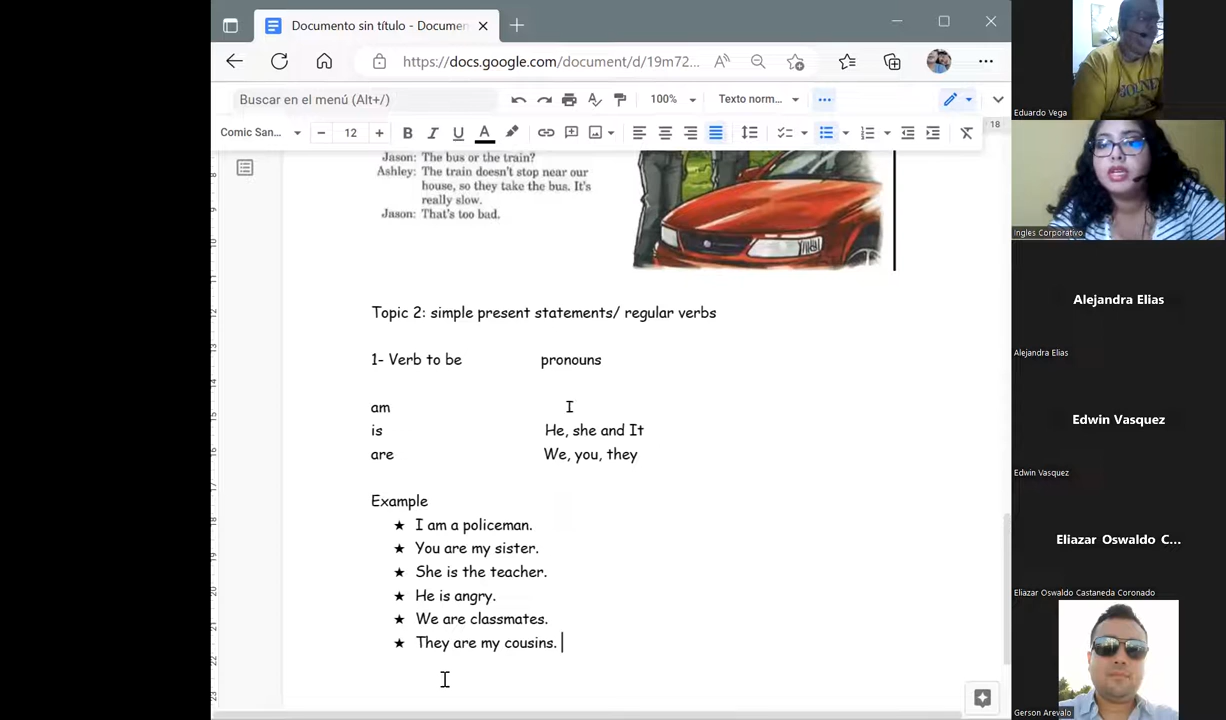 Documento sin título - Documen
https://docs.google.com/document/d/19m72...
Buscar en el menú (Alt+/)
100%
Texto norm...
Comic San...
12
18
Jason: The bus or the train?
Ashley: The train doesn't stop near our
house, so they take the bus. It's
really slow.
Jason: That's too bad.
Topic 2: simple present statements/ regular verbs
1- Verb to be pronouns
am I
is He, she and It
are We, you, they
Example
★ I am a policeman.
★ You are my sister.
★ She is the teacher.
★ He is angry.
★ We are classmates.
★ They are my cousins.
Eduardo Vega
Ingles Corporativo
Alejandra Elias
Alejandra Elias
Edwin Vasquez
Edwin Vasquez
Eliazar Oswaldo C...
Eliazar Oswaldo Castaneda Coronado
Gerson Arevalo